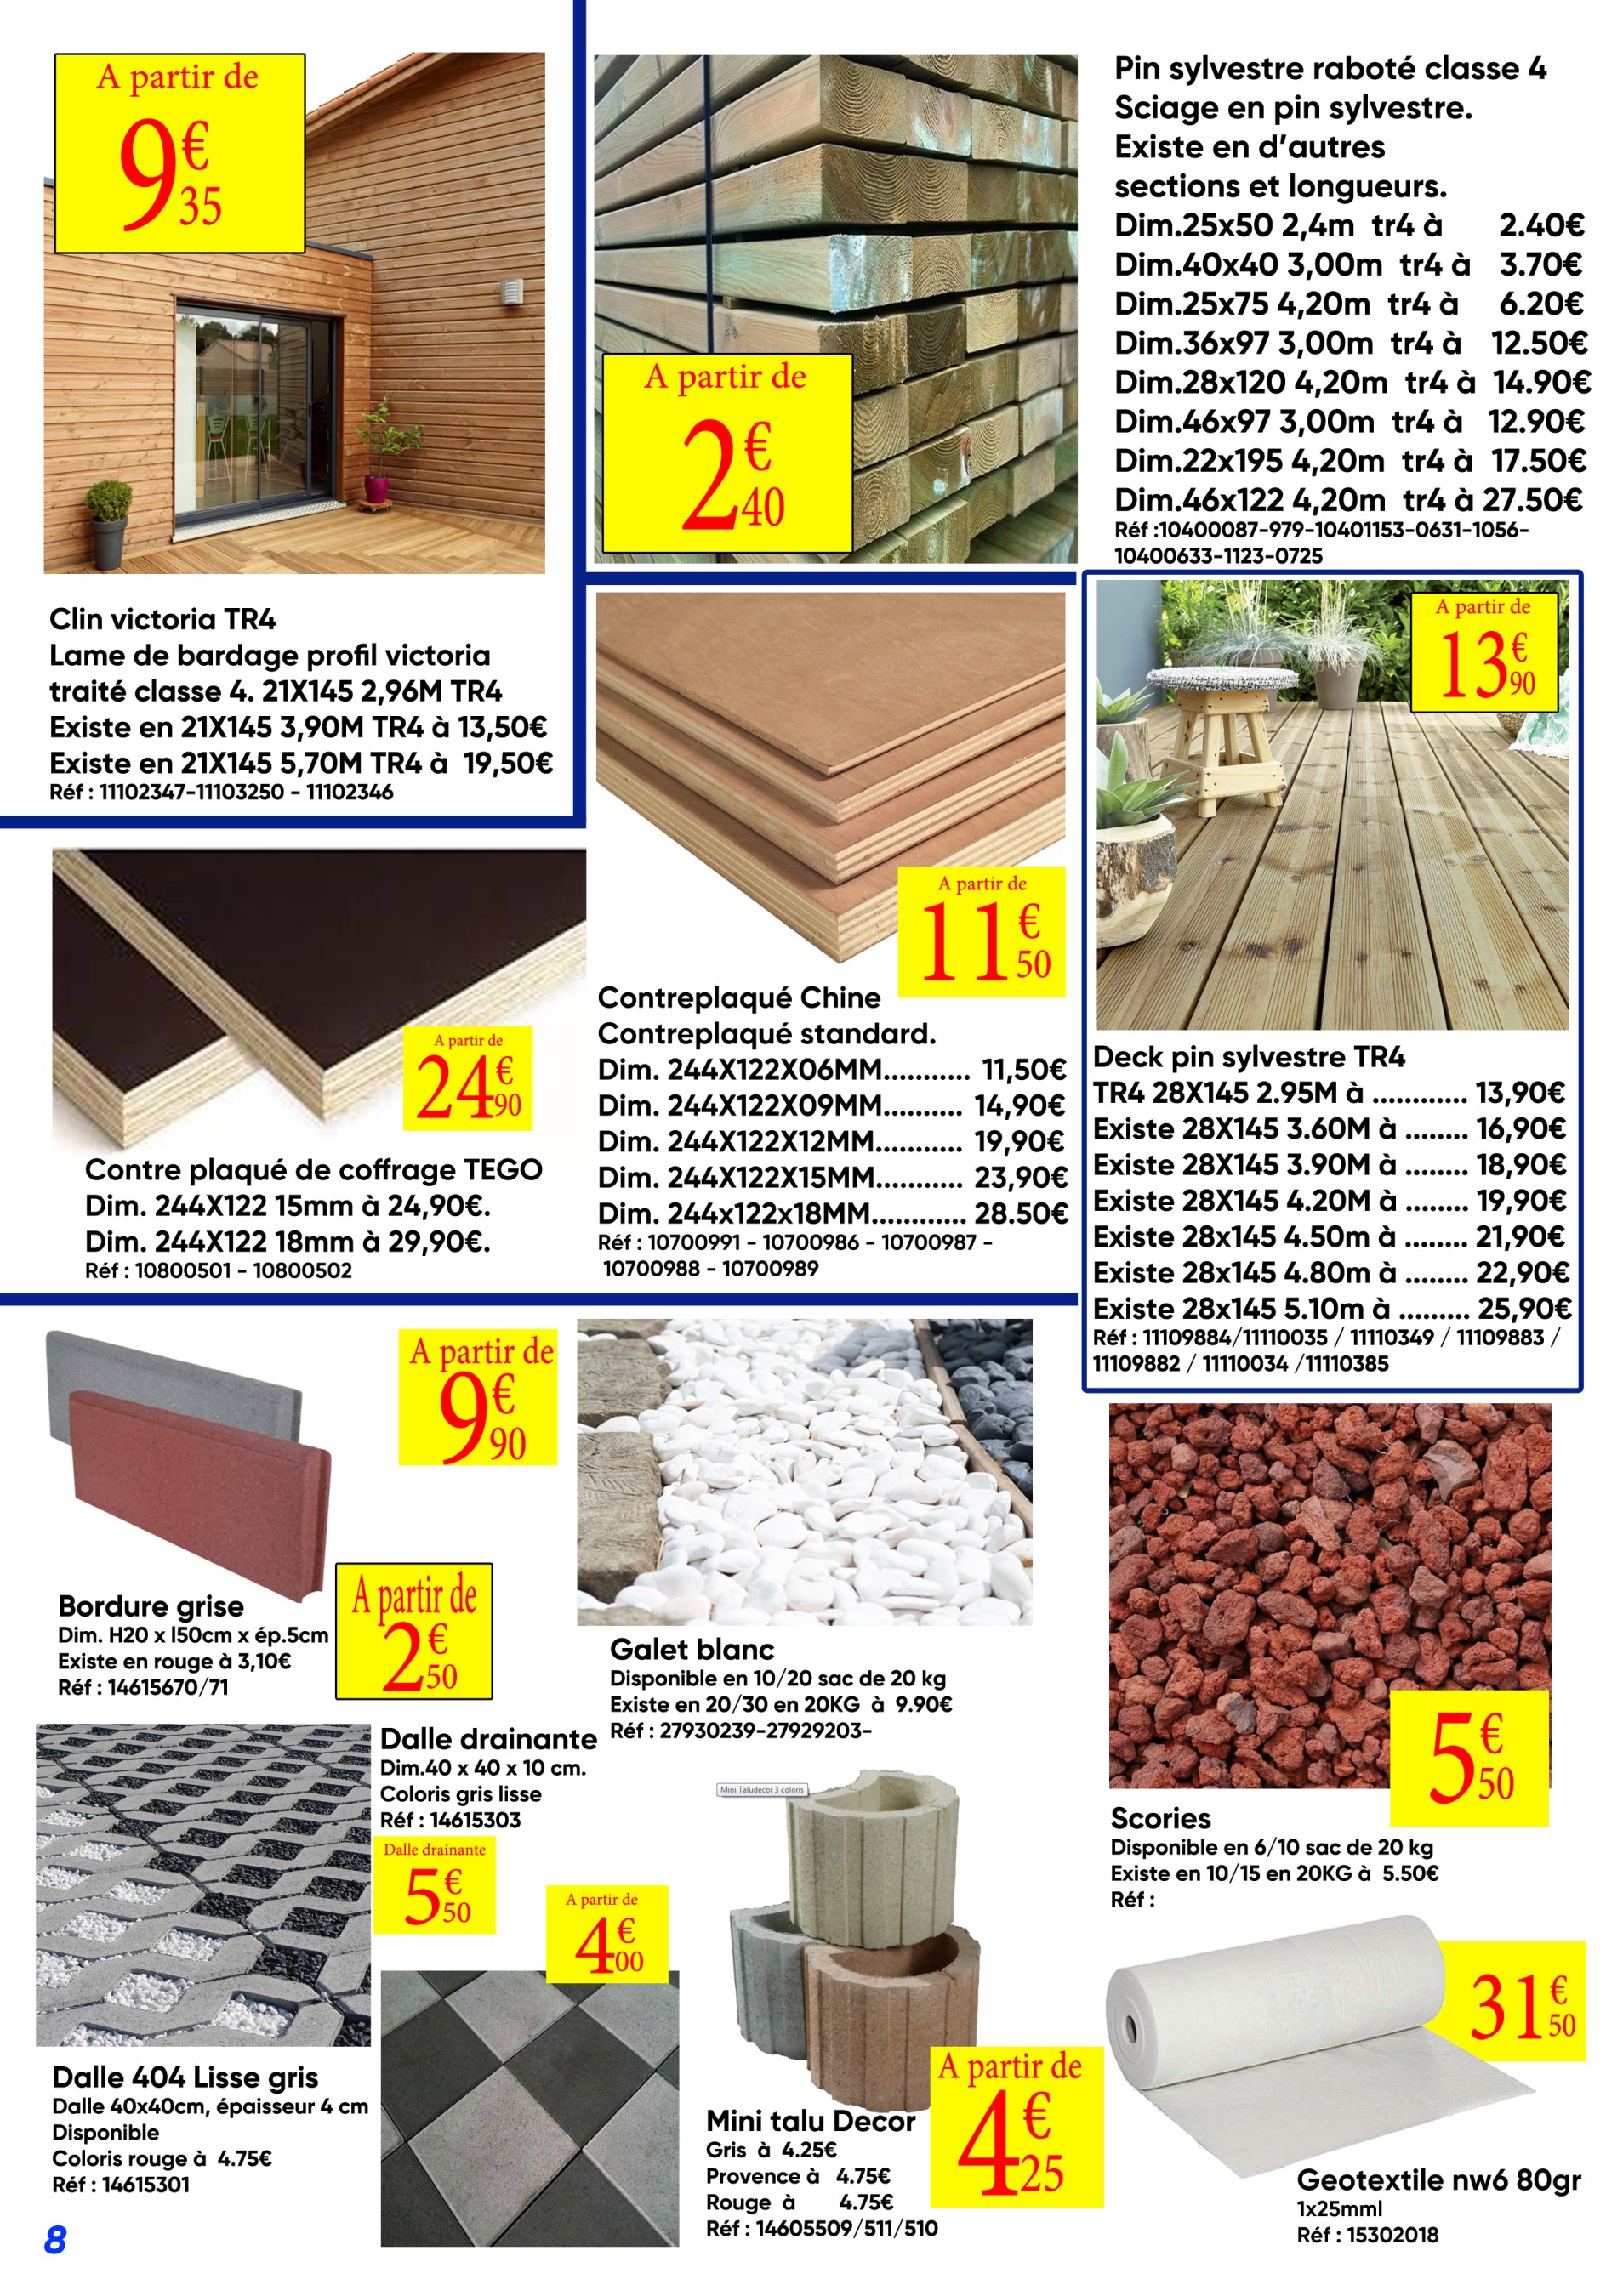 A partir de
9€35
Clin victoria TR4
Lame de bardage profil victoria
traité classe 4. 21X145 2,96M TR4
Existe en 21X145 3,90M TR4 à 13,50€
Existe en 21X145 5,70M TR4 à  19,50€
Réf : 11102347-11103250 - 11102346
A partir de
2€40
Pin sylvestre raboté classe 4
Sciage en pin sylvestre.
Existe en d’autres
sections et longueurs.
Dim.25x50 2,4m  tr4 à  2.40€
Dim.40x40 3,00m  tr4 à  3.70€
Dim.25x75 4,20m  tr4 à  6.20€
Dim.36x97 3,00m  tr4 à  12.50€
Dim.28x120 4,20m  tr4 à  14.90€
Dim.46x97 3,00m  tr4 à  12.90€
Dim.22x195 4,20m  tr4 à  17.50€
Dim.46x122 4,20m  tr4 à 27.50€
Réf :10400087-979-10401153-0631-1056-
10400633-1123-0725
A partir de
24€90
Contre plaqué de coffrage TEGO
Dim. 244X122 15mm à 24,90€.
Dim. 244X122 18mm à 29,90€.
Réf : 10800501 - 10800502
A partir de
11€50
Contreplaqué Chine
Contreplaqué standard.
Dim. 244X122X06MM........... 11,50€
Dim. 244X122X09MM.......... 14,90€
Dim. 244X122X12MM........... 19,90€
Dim. 244X122X15MM........... 23,90€
Dim. 244x122x18MM............ 28.50€
Réf : 10700991 - 10700986 - 10700987 -
10700988 - 10700989
A partir de
13€90
Deck pin sylvestre TR4
TR4 28X145 2.95M à ............ 13,90€
Existe 28X145 3.60M à ........ 16,90€
Existe 28X145 3.90M à ........ 18,90€
Existe 28X145 4.20M à ........ 19,90€
Existe 28x145 4.50m à ........ 21,90€
Existe 28x145 4.80m à ........ 22,90€
Existe 28x145 5.10m à ......... 25,90€
Réf : 11109884/11110035 / 11110349 / 11109883 /
11109882 / 11110034 /11110385
A partir de
9€90
Bordure grise
Dim. H20 x l50cm x ép.5cm
Existe en rouge à 3,10€
Réf : 14615670/71
A partir de
2€50
Galet blanc
Disponible en 10/20 sac de 20 kg
Existe en 20/30 en 20KG  à  9.90€
Réf : 27930239-27929203-
5€50
Scories
Disponible en 6/10 sac de 20 kg
Existe en 10/15 en 20KG à  5.50€
Réf :
Dalle drainante
Dim.40 x 40 x 10 cm.
Coloris gris lisse
Réf : 14615303
Dalle drainante
5€50
A partir de
4€00
Dalle 404 Lisse gris
Dalle 40x40cm, épaisseur 4 cm
Disponible
Coloris rouge à  4.75€
Réf : 14615301
Mini Taludecor 3 coloris
Mini talu Decor
Gris  à  4.25€
Provence à  4.75€
Rouge  à  4.75€
Réf : 14605509/511/510
A partir de
4€25
31€50
Geotextile nw6 80gr
1x25mml
Réf : 15302018
8